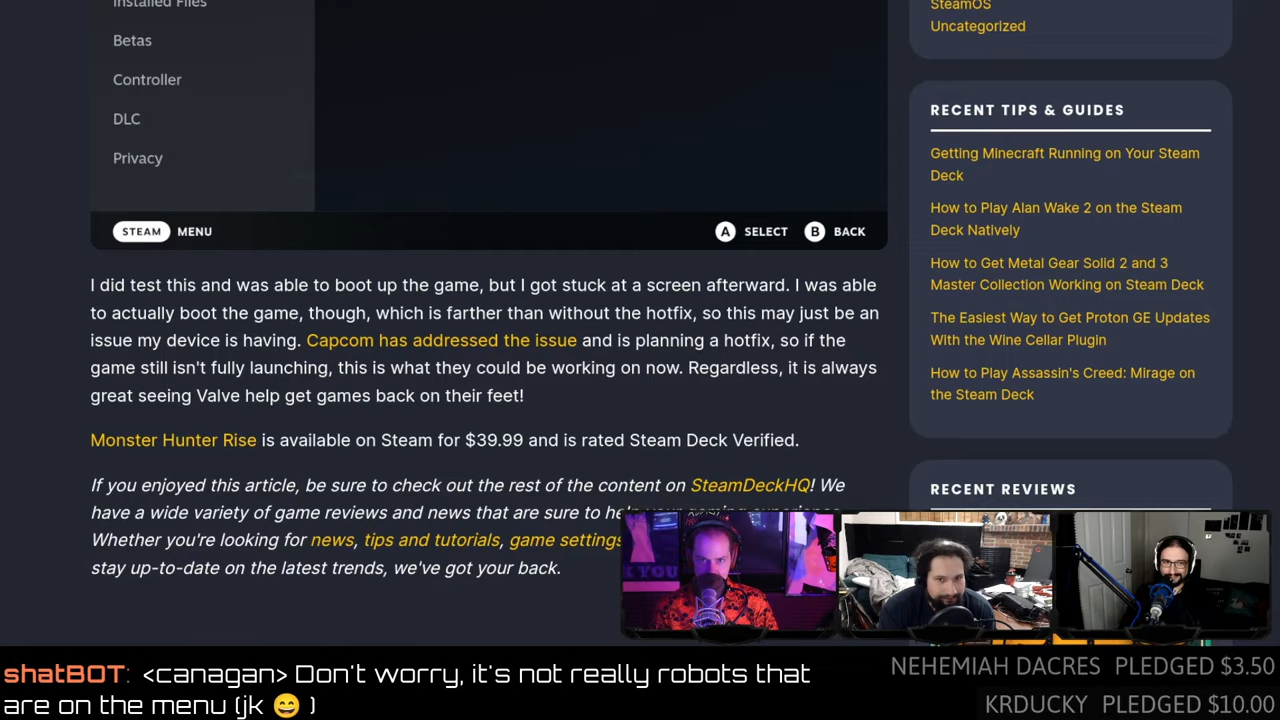 Installed Files
Betas
Controller
DLC
Privacy
STEAM MENU
A SELECT B BACK
I did test this and was able to boot up the game, but I got stuck at a screen afterward. I was able
to actually boot the game, though, which is farther than without the hotfix, so this may just be an
issue my device is having. Capcom has addressed the issue and is planning a hotfix, so if the
game still isn't fully launching, this is what they could be working on now. Regardless, it is always
great seeing Valve help get games back on their feet!
Monster Hunter Rise is available on Steam for $39.99 and is rated Steam Deck Verified.
If you enjoyed this article, be sure to check out the rest of the content on SteamDeckHQ! We
have a wide variety of game reviews and news that are sure to help your gaming experience.
Whether you're looking for news, tips and tutorials, game settings
stay up-to-date on the latest trends, we've got your back.
SteamOS
Uncategorized
RECENT TIPS & GUIDES
Getting Minecraft Running on Your Steam
Deck
How to Play Alan Wake 2 on the Steam
Deck Natively
How to Get Metal Gear Solid 2 and 3
Master Collection Working on Steam Deck
The Easiest Way to Get Proton GE Updates
With the Wine Cellar Plugin
How to Play Assassin's Creed: Mirage on
the Steam Deck
RECENT REVIEWS
shatBOT: <canagan> Don't worry, it's not really robots that
are on the menu (jk 😄 )
NEHEMIAH DACRES PLEDGED $3.50
KRDUCKY PLEDGED $10.00